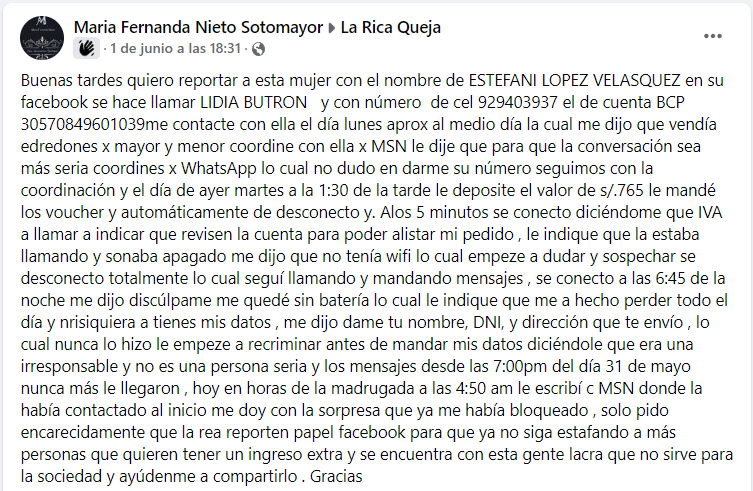 Maria Fernanda Nieto Sotomayor ▸ La Rica Queja
· 1 de junio a las 18:31 ·
Buenas tardes quiero reportar a esta mujer con el nombre de ESTEFANI LOPEZ VELASQUEZ en su
facebook se hace llamar LIDIA BUTRON   y con número  de cel 929403937 el de cuenta BCP
30570849601039me contacte con ella el día lunes aprox al medio día la cual me dijo que vendía
edredones x mayor y menor coordine con ella x MSN le dije que para que la conversación sea
más seria coordines x WhatsApp lo cual no dudo en darme su número seguimos con la
coordinación y el día de ayer martes a la 1:30 de la tarde le deposite el valor de s/.765 le mandé
los voucher y automáticamente de desconecto y. Alos 5 minutos se conecto diciéndome que IVA
a llamar a indicar que revisen la cuenta para poder alistar mi pedido , le indique que la estaba
llamando y sonaba apagado me dijo que no tenía wifi lo cual empeze a dudar y sospechar se
desconecto totalmente lo cual seguí llamando y mandando mensajes , se conecto a las 6:45 de la
noche me dijo discúlpame me quedé sin batería lo cual le indique que me a hecho perder todo el
día y nrisiquiera a tienes mis datos , me dijo dame tu nombre, DNI, y dirección que te envío , lo
cual nunca lo hizo le empeze a recriminar antes de mandar mis datos diciéndole que era una
irresponsable y no es una persona seria y los mensajes desde las 7:00pm del día 31 de mayo
nunca más le llegaron , hoy en horas de la madrugada a las 4:50 am le escribí c MSN donde la
había contactado al inicio me doy con la sorpresa que ya me había bloqueado , solo pido
encarecidamente que la rea reporten papel facebook para que ya no siga estafando a más
personas que quieren tener un ingreso extra y se encuentra con esta gente lacra que no sirve para
la sociedad y ayúdenme a compartirlo . Gracias